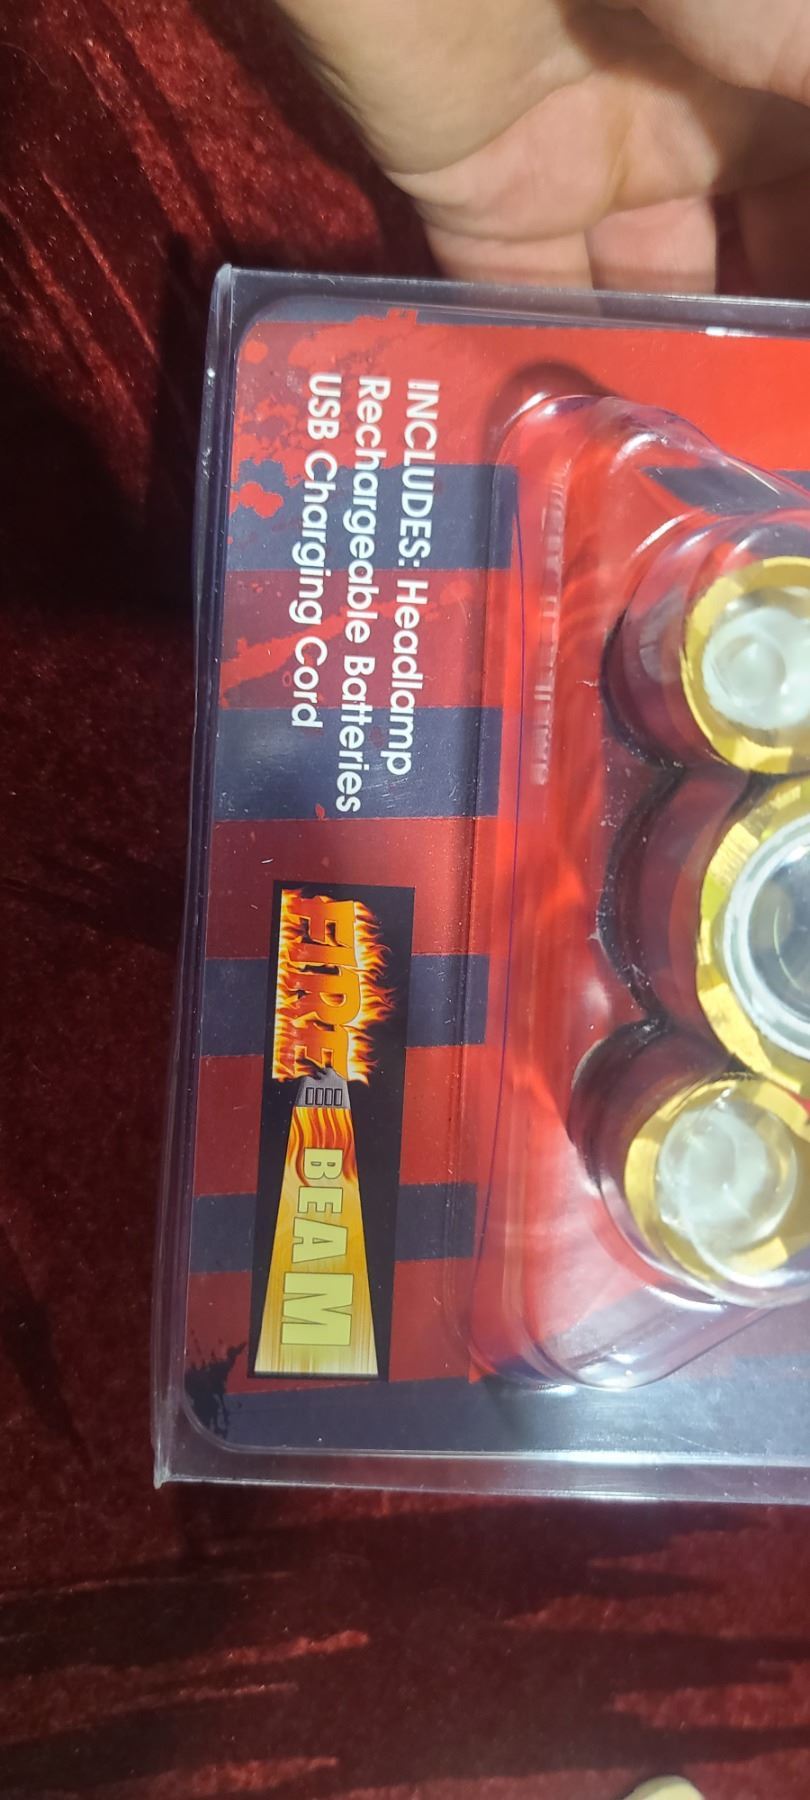 INCLUDES: Headlamp
Rechargeable Batteries
USB Charging Cord
FIRE
BEAM